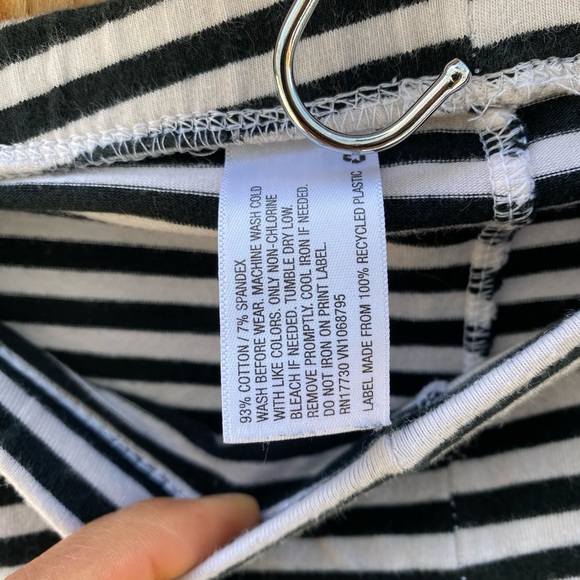 93% COTTON / 7% SPANDEX
WASH BEFORE WEAR. MACHINE WASH COLD
WITH LIKE COLORS. ONLY NON-CHLORINE
BLEACH IF NEEDED. TUMBLE DRY LOW.
REMOVE PROMPTLY. COOL IRON IF NEEDED.
DO NOT IRON ON PRINT LABEL.
RN17730 VN1068795
LABEL MADE FROM 100% RECYCLED PLASTIC